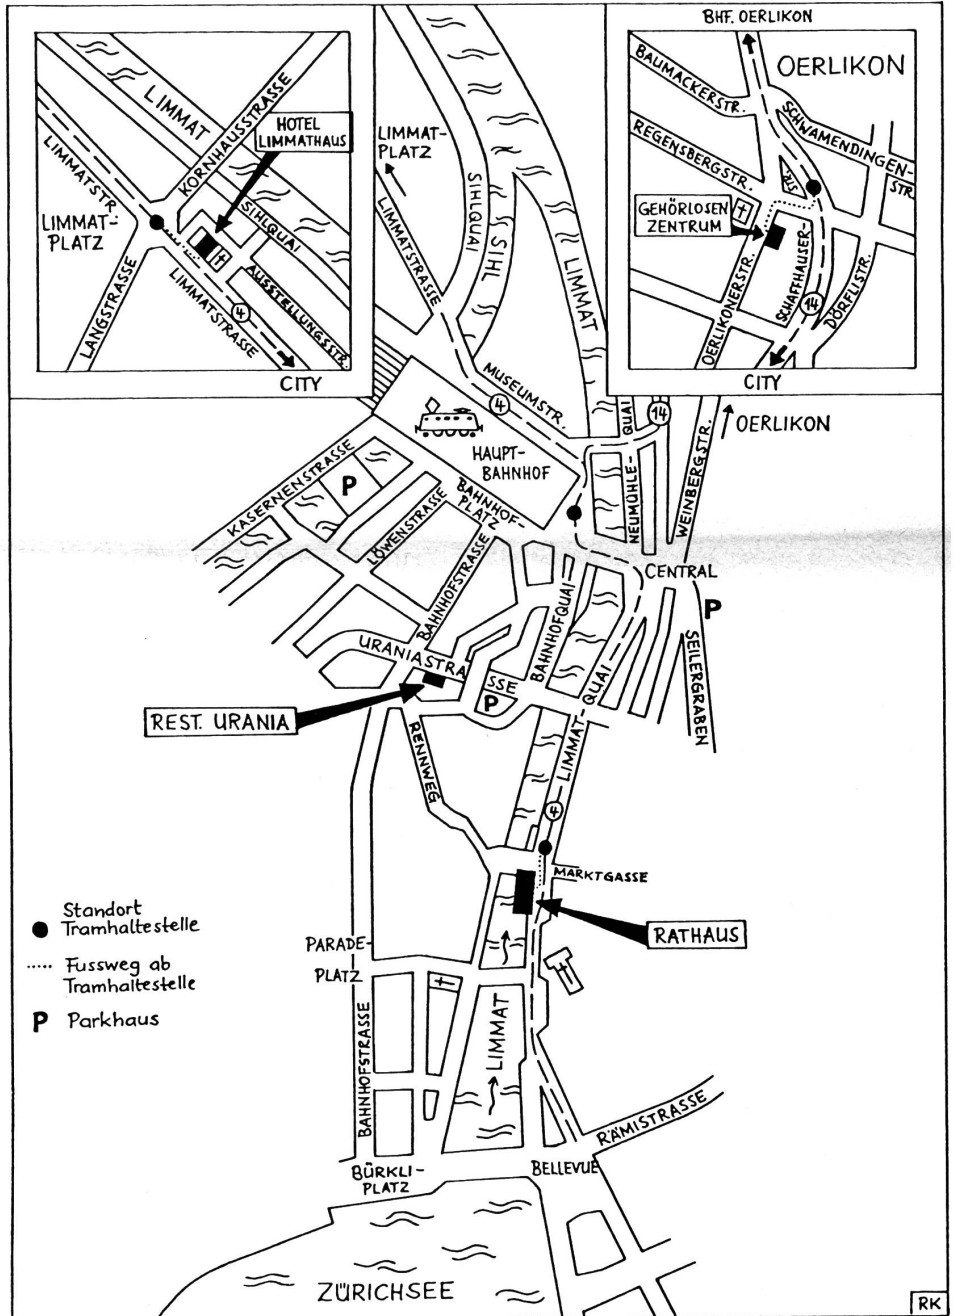 LIMMAT
KORNHAUSSTRASSE
HOTEL
LIMMATHAUS
LIMMATSTR.
LIMMAT-
PLATZ
SIHLQUAI
LANGSTRASSE
LIMMATSTRASSE
AUSSTELLUNGSSTR.
4
CITY
BHF. OERLIKON
OERLIKON
BAUMACKERSTR.
SCHWAMENDINGEN-
STR.
REGENSBERGSTR.
STR.
GEHÖRLOSEN
ZENTRUM
SCHAFFHAUSER-
OERLIKONERSTR.
DÖRFLISTR.
14
CITY
LIMMAT-
PLATZ
LIMMATSTRASSE
SIHLQUAI
SIHL
LIMMAT
MUSEUMSTR.
4
HAUPT-
BAHNHOF
QUAI
14
NEUMÜHLE-
WEINBERGSTR.
OERLIKON
KASERNENSTRASSE
P
BAHNHOF-
PLATZ
LÖWENSTRASSE
BAHNHOFSTRASSE
CENTRAL
P
BAHNHOFQUAI
SEILERGRABEN
URANIASTRA
SSE
P
LIMMAT-
QUAI
REST. URANIA
RENNWEG
4
MARKTGASSE
RATHAUS
Standort
Tramhaltestelle
Fussweg ab
Tramhaltestelle
P Parkhaus
PARADE-
PLATZ
LIMMAT
BAHNHOFSTRASSE
RÄMISTRASSE
BÜRKLI-
PLATZ
BELLEVUE
ZÜRICHSEE
RK